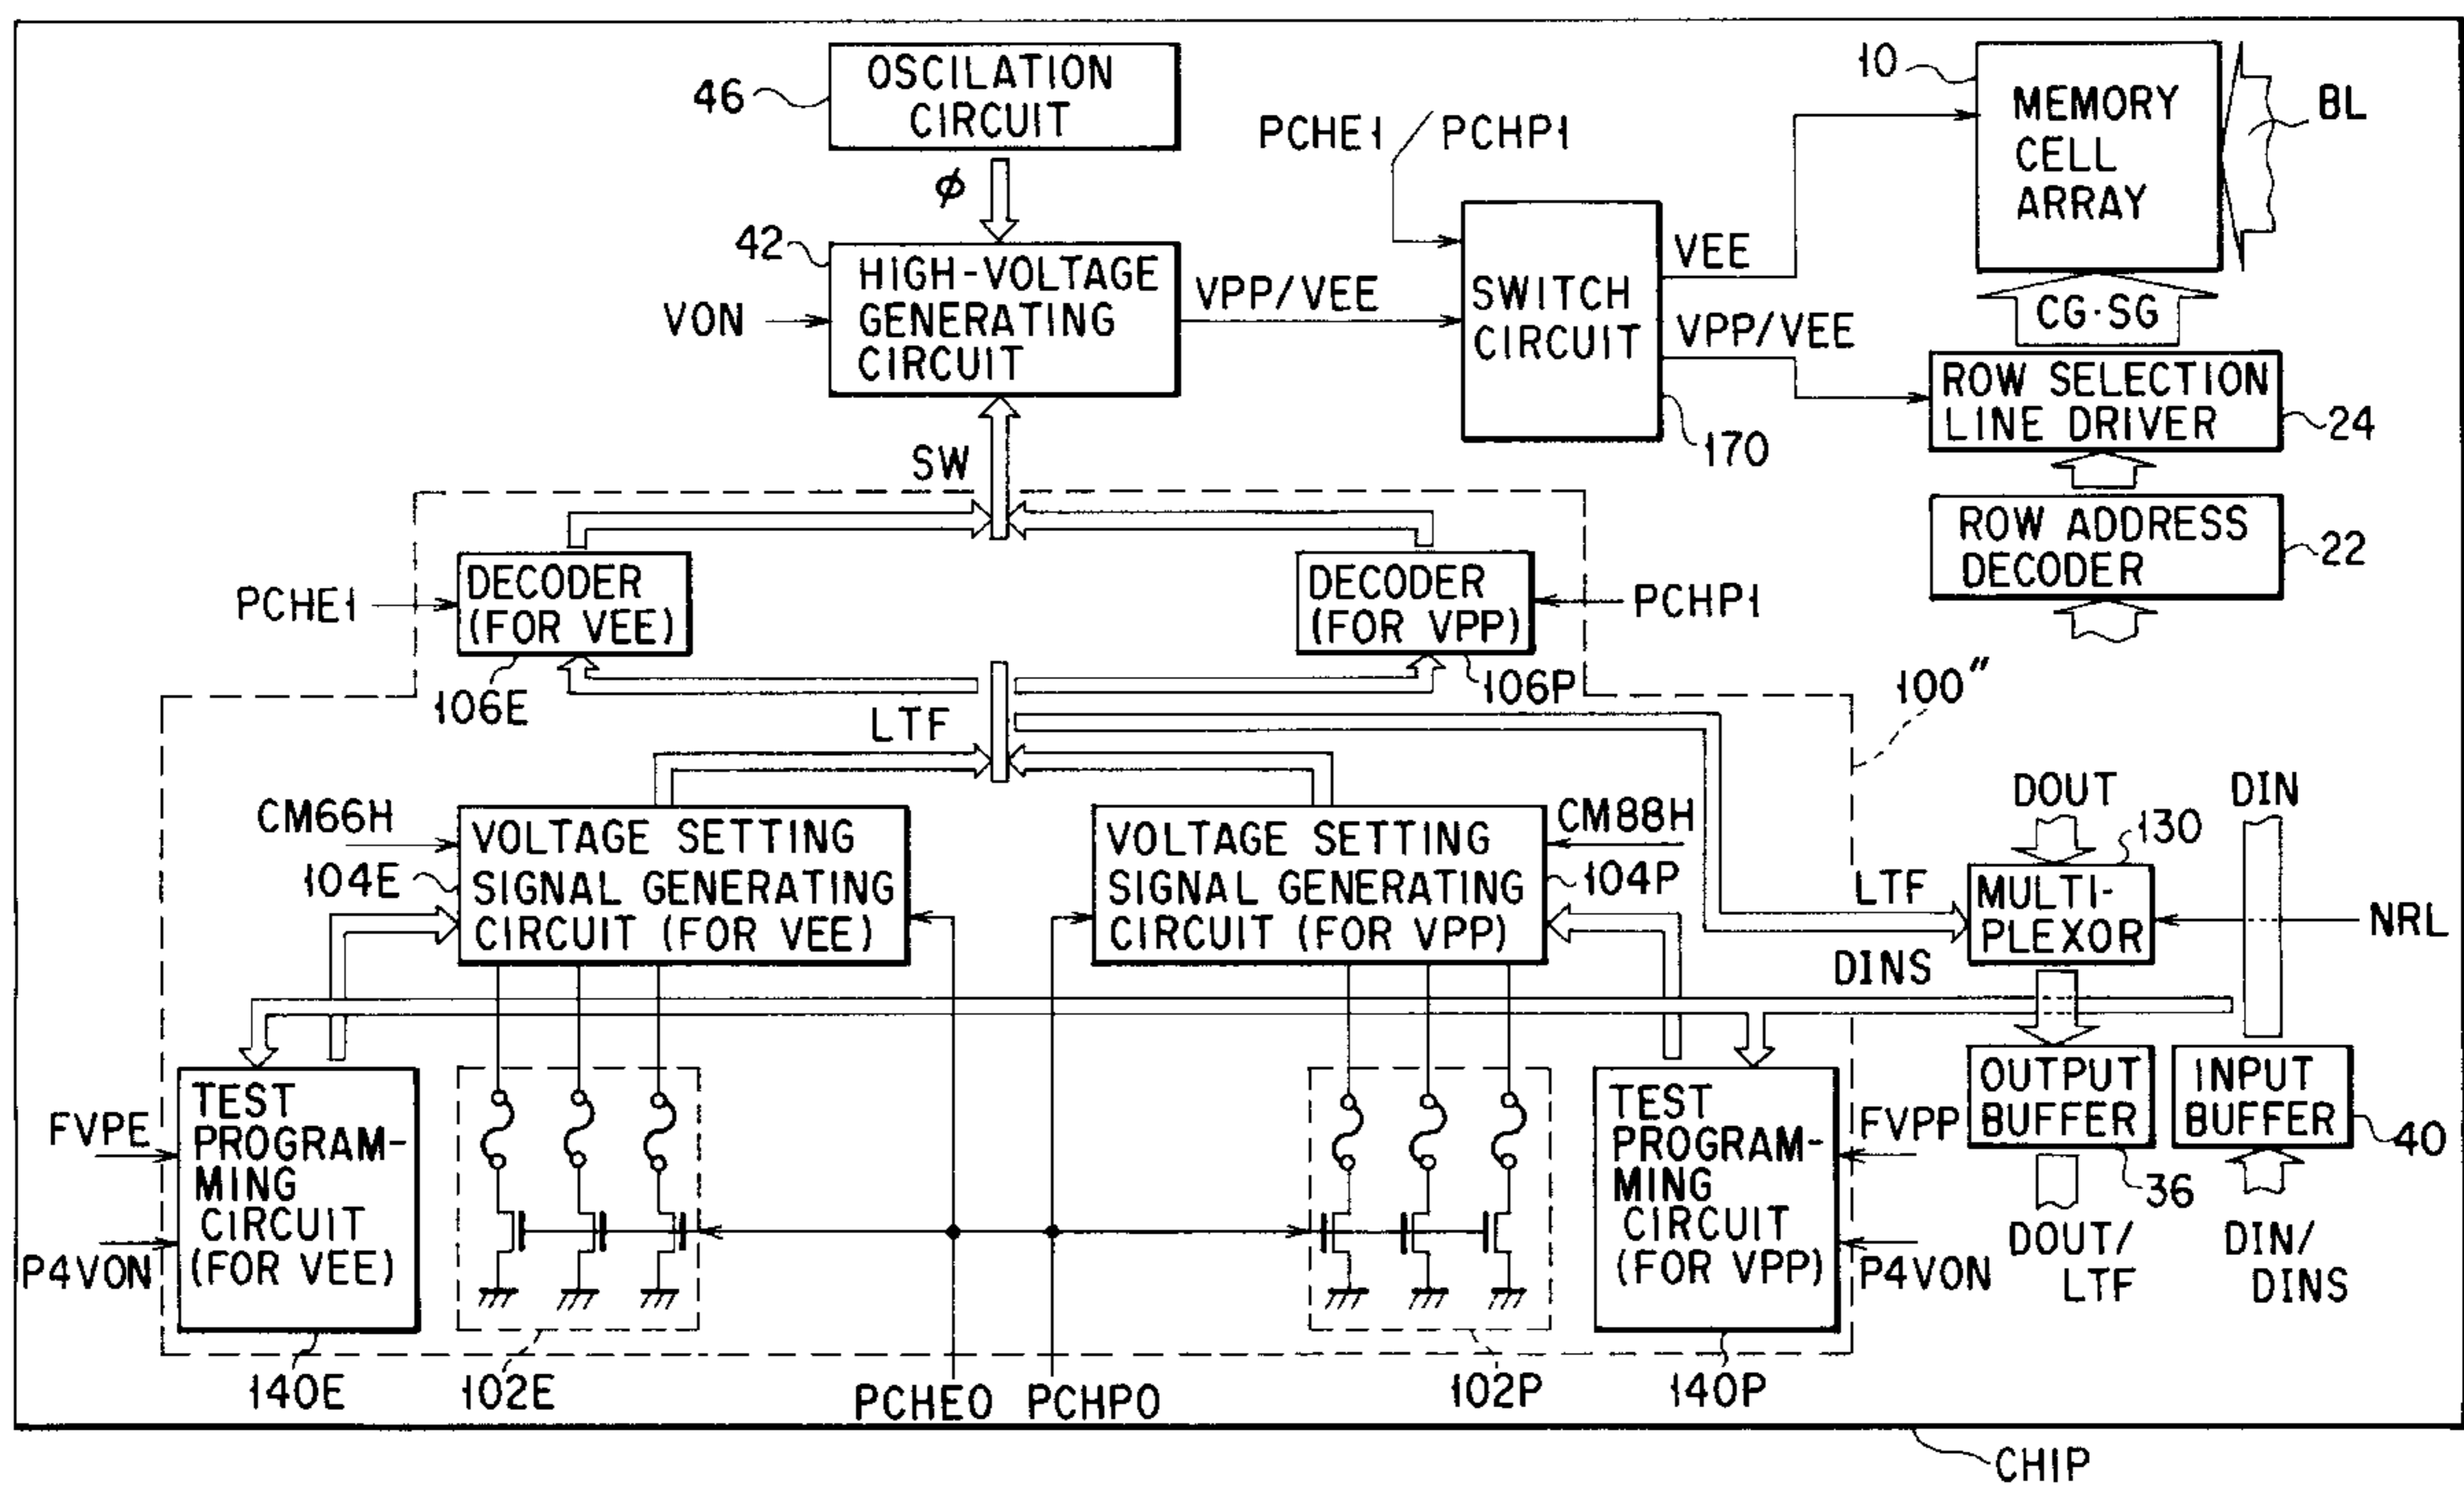 OSCILATION
CIRCUIT
46
φ
10
MEMORY
CELL
ARRAY
BL
PCHE1/PCHP1
42
HIGH-VOLTAGE
GENERATING
CIRCUIT
VON
VPP/VEE
SWITCH
CIRCUIT
170
VEE
VPP/VEE
CG·SG
ROW SELECTION
LINE DRIVER
24
ROW ADDRESS
DECODER
22
SW
PCHE1
DECODER
(FOR VEE)
106E
DECODER
(FOR VPP)
PCHP1
106P
100"
LTF
CM66H
104E
VOLTAGE SETTING
SIGNAL GENERATING
CIRCUIT (FOR VEE)
VOLTAGE SETTING
SIGNAL GENERATING
CIRCUIT (FOR VPP)
CM88H
104P
DOUT
DIN
130
LTF
MULTI-
PLEXOR
NRL
DINS
FVPE
P4VON
TEST
PROGRAM-
MING
CIRCUIT
(FOR VEE)
TEST
PROGRAM-
MING
CIRCUIT
(FOR VPP)
FVPP
P4VON
OUTPUT
BUFFER
36
INPUT
BUFFER
40
DOUT/
LTF
DIN/
DINS
140E
102E
PCHE0
PCHP0
102P
140P
CHIP